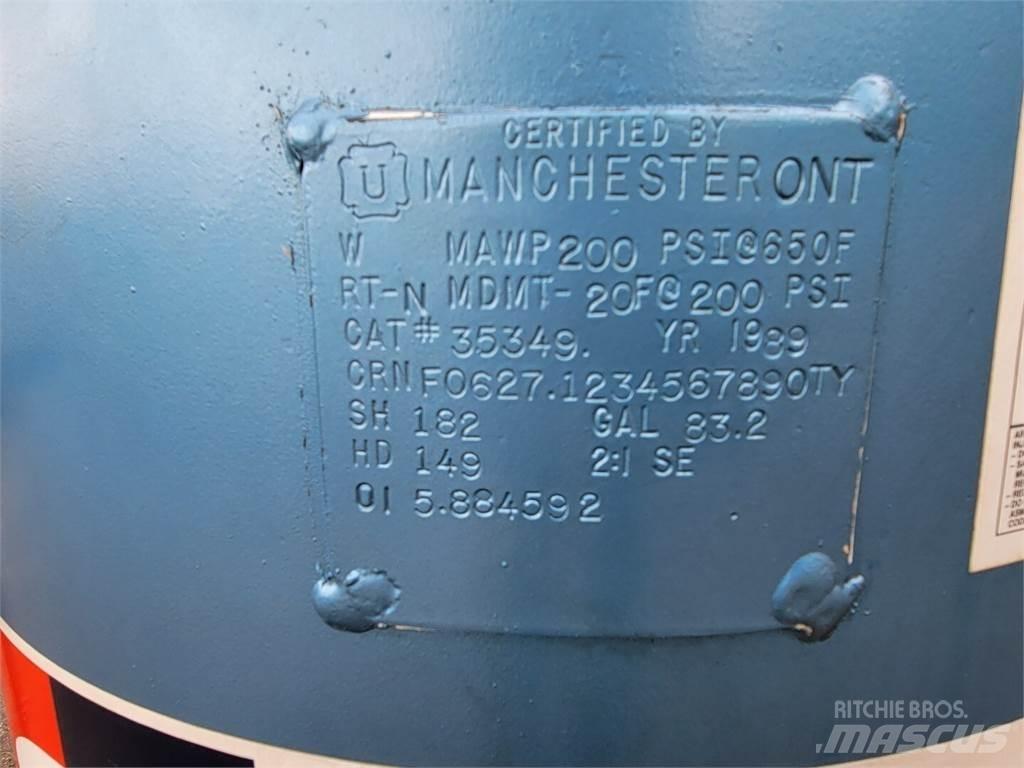 CERTIFIED BY
U MANCHESTER ONT
W MAWP 200 PSI@650F
RT-N MDMT- 20F@ 200 PSI
CAT# 35349. YR 1989
CRN F0627.1234567890TY
SH 182 GAL 83.2
HD 149 2:1 SE
01 5.884592
RITCHIE BROS.
MASCUS